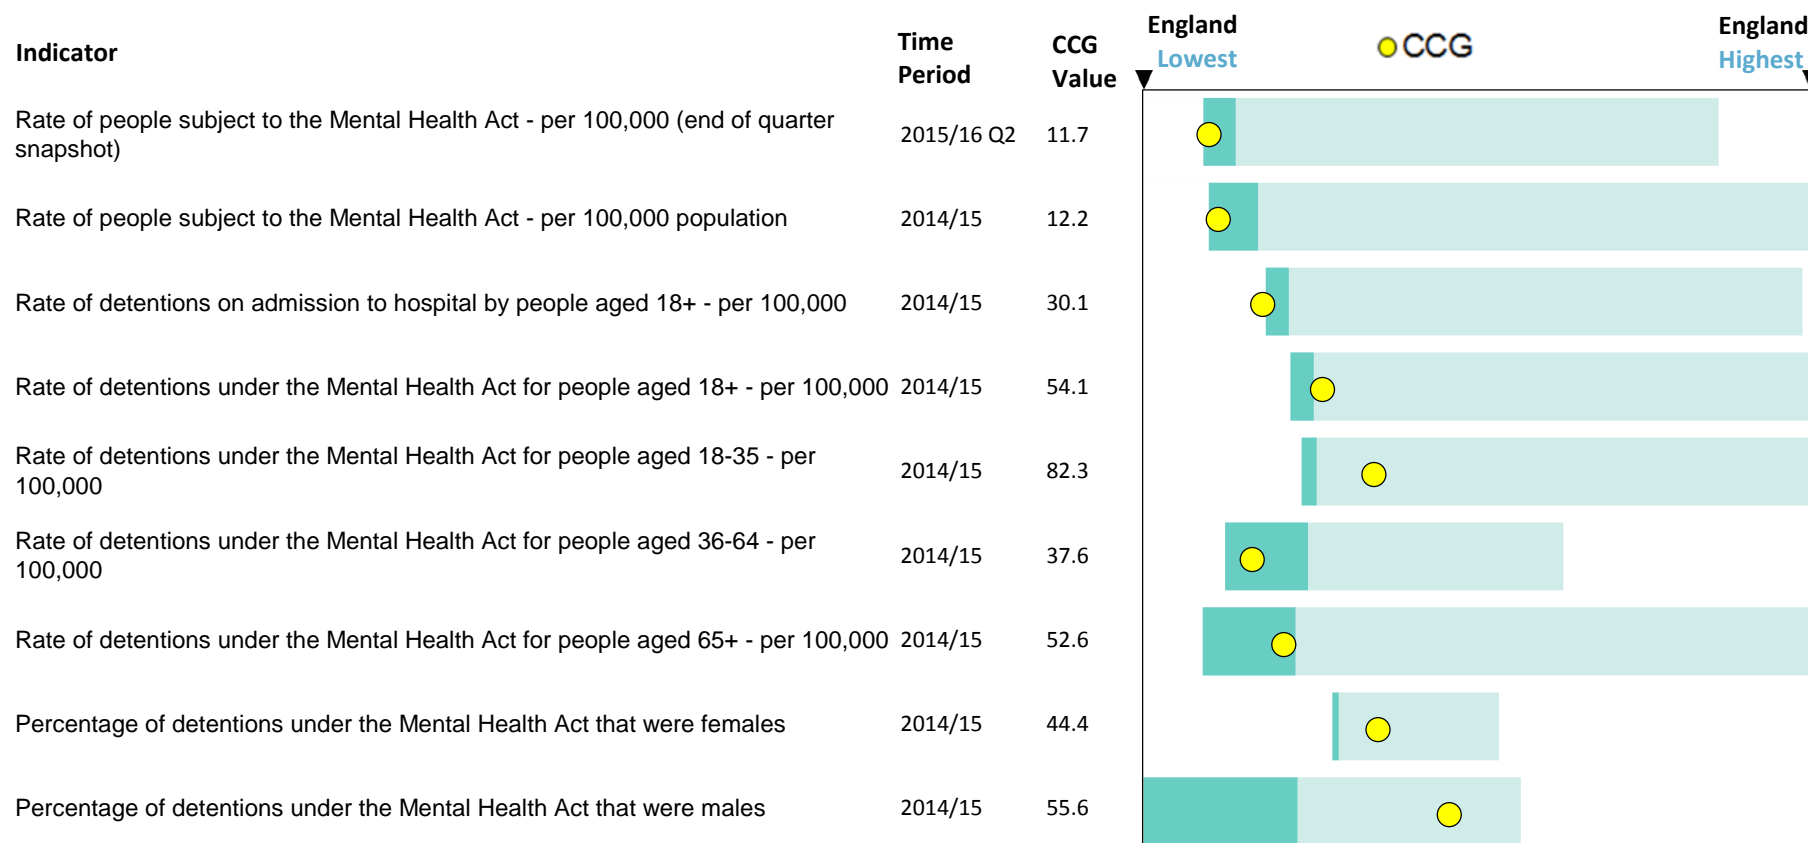 Indicator
Time
Period
CCG
Value
England
Lowest
CCG
England
Highest
Rate of people subject to the Mental Health Act - per 100,000 (end of quarter
snapshot)
2015/16 Q2
11.7
Rate of people subject to the Mental Health Act - per 100,000 population
2014/15
12.2
Rate of detentions on admission to hospital by people aged 18+ - per 100,000
2014/15
30.1
Rate of detentions under the Mental Health Act for people aged 18+ - per 100,000
2014/15
54.1
Rate of detentions under the Mental Health Act for people aged 18-35 - per
100,000
2014/15
82.3
Rate of detentions under the Mental Health Act for people aged 36-64 - per
100,000
2014/15
37.6
Rate of detentions under the Mental Health Act for people aged 65+ - per 100,000
2014/15
52.6
Percentage of detentions under the Mental Health Act that were females
2014/15
44.4
Percentage of detentions under the Mental Health Act that were males
2014/15
55.6